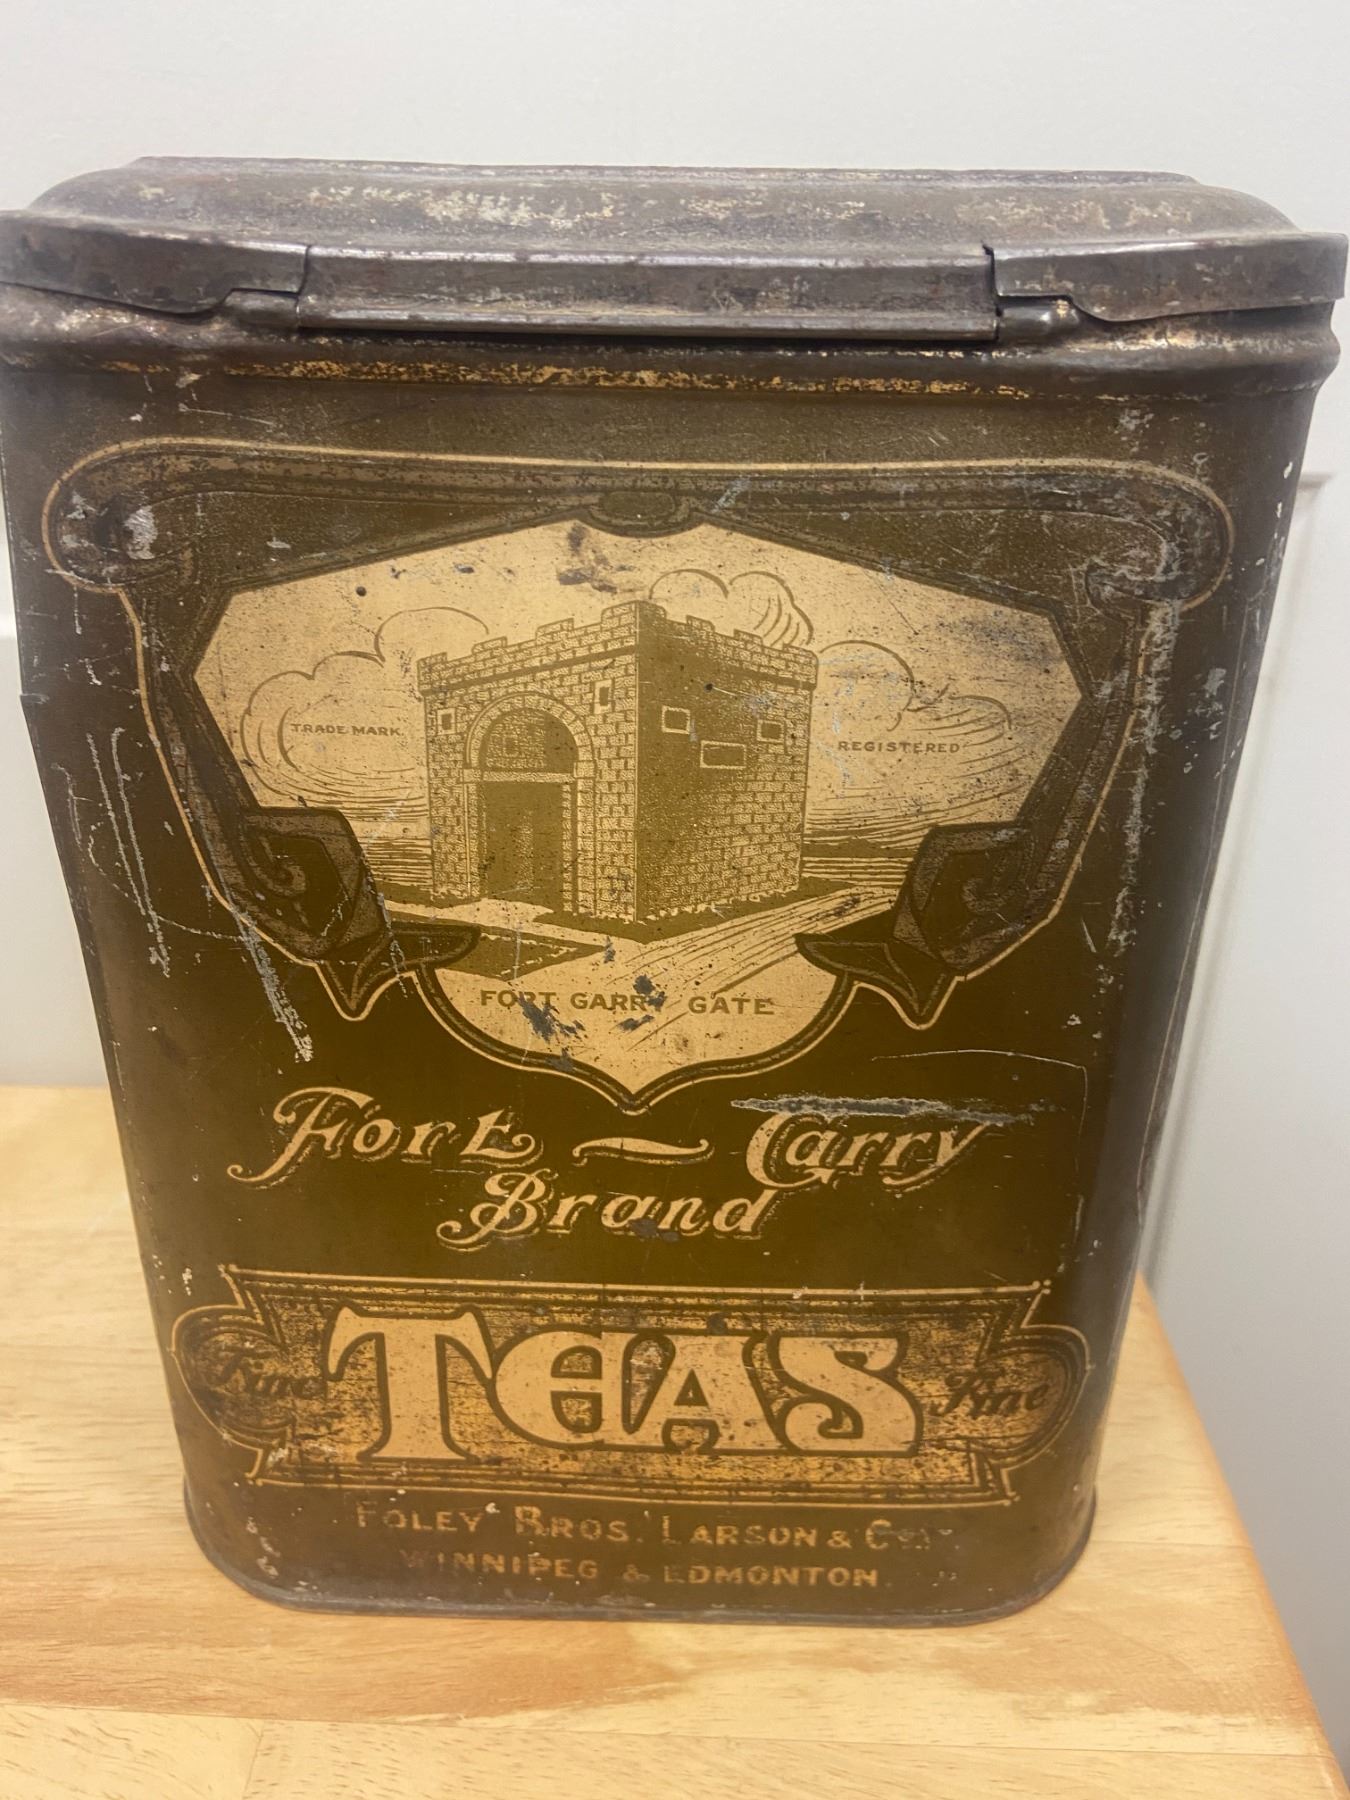 TRADE MARK
REGISTERED
FORT GARRY GATE
Fort - Garry
Brand
Fine TEAS Fine
FOLEY BROS. LARSON & Co.
WINNIPEG & EDMONTON.